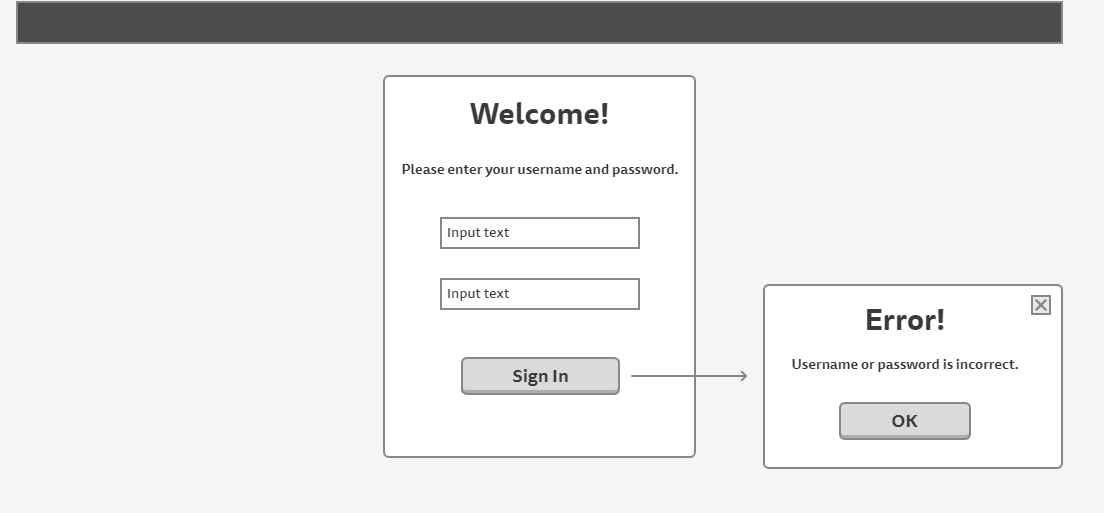 Welcome!
Please enter your username and password.
Input text
Input text
Sign In
Error!
Username or password is incorrect.
OK